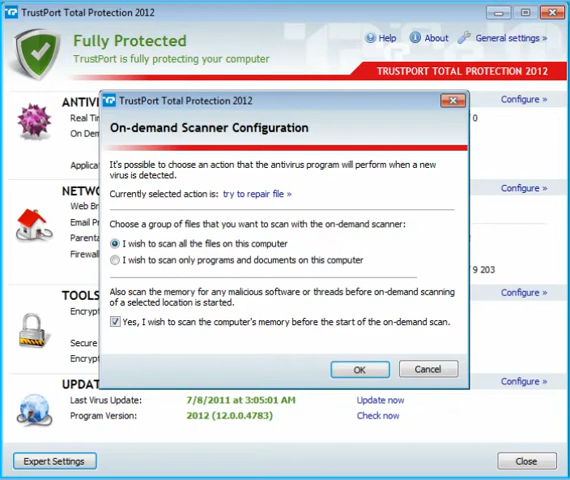 TrustPort Total Protection 2012
Fully Protected
TrustPort is fully protecting your computer
Help
About
General settings »
TRUSTPORT TOTAL PROTECTION 2012
Configure »
Real
On Dem
0
NETW
Web Br
Email P
Parenta
Firewal
9 203
TOOLS
Configure »
Encryp
Secure
Encryp
TrustPort Total Protection 2012
On-demand Scanner Configuration
It's possible to choose an action that the antivirus program will perform when a new
virus is detected.
Currently selected action is: try to repair file »
Choose a group of files that you want to scan with the on-demand scanner:
I wish to scan all the files on this computer
I wish to scan only programs and documents on this computer
Also scan the memory for any malicious software or threads before on-demand scanning
of a selected location is started.
Yes, I wish to scan the computer's memory before the start of the on-demand scan.
OK
Cancel
Configure »
Last Virus Update: 7/8/2011 at 3:05:01 AM Update now
Program Version: 2012 (12.0.0.4783) Check now
Expert Settings
Close